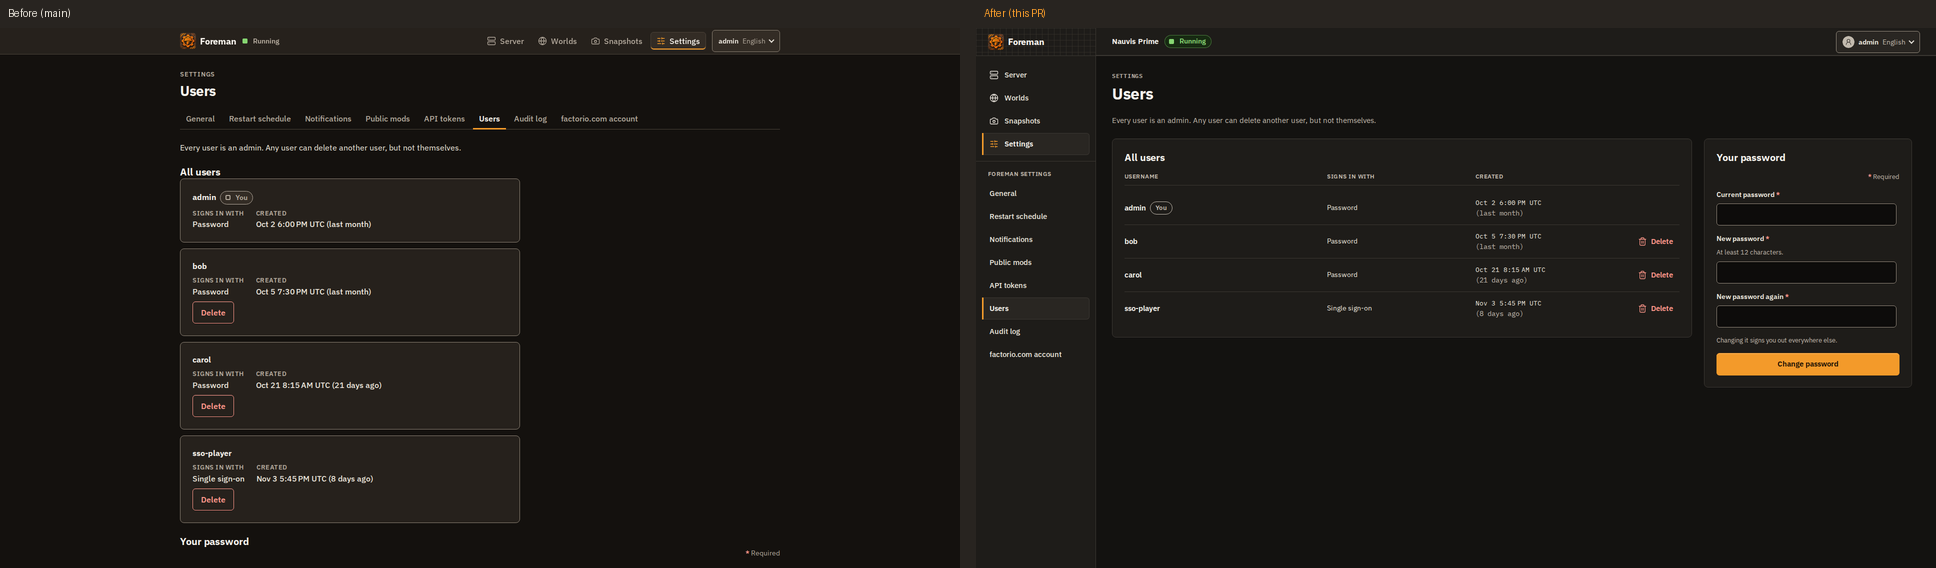 Before (main)
Foreman Running
Server Worlds Snapshots Settings admin English
SETTINGS
Users
General Restart schedule Notifications Public mods API tokens Users Audit log factorio.com account
Every user is an admin. Any user can delete another user, but not themselves.
All users
admin You
SIGNS IN WITH CREATED
Password Oct 2 6:00 PM UTC (last month)
bob
SIGNS IN WITH CREATED
Password Oct 5 7:30 PM UTC (last month)
Delete
carol
SIGNS IN WITH CREATED
Password Oct 21 8:15 AM UTC (21 days ago)
Delete
sso-player
SIGNS IN WITH CREATED
Single sign-on Nov 3 5:45 PM UTC (8 days ago)
Delete
Your password
* Required
After (this PR)
Foreman
Nauvis Prime Running
admin English
Server
Worlds
Snapshots
Settings
FOREMAN SETTINGS
General
Restart schedule
Notifications
Public mods
API tokens
Users
Audit log
factorio.com account
SETTINGS
Users
Every user is an admin. Any user can delete another user, but not themselves.
All users
USERNAME SIGNS IN WITH CREATED
admin You Password Oct 2 6:00 PM UTC
(last month)
bob Password Oct 5 7:30 PM UTC
(last month) Delete
carol Password Oct 21 8:15 AM UTC
(21 days ago) Delete
sso-player Single sign-on Nov 3 5:45 PM UTC
(8 days ago) Delete
Your password
* Required
Current password *
New password *
At least 12 characters.
New password again *
Changing it signs you out everywhere else.
Change password